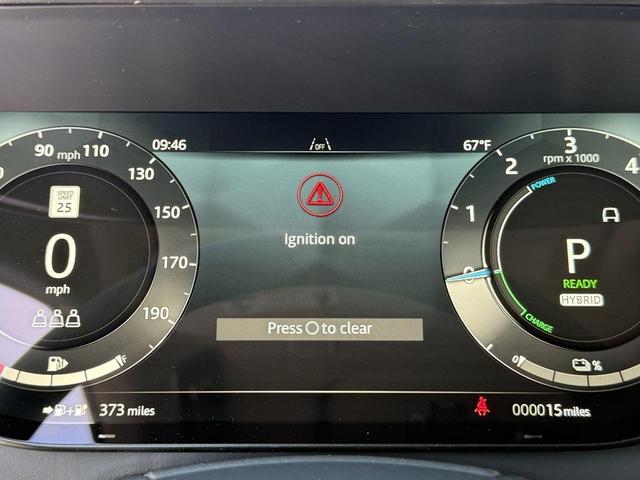 90 mph 110
130
150
170
190
SPEED LIMIT 25
0
mph
F
373 miles
09:46
OFF
67°F
Ignition on
Press O to clear
3
rpm x 1000
2
4
1
0
POWER
P
READY
HYBRID
CHARGE
0
%
000015 miles